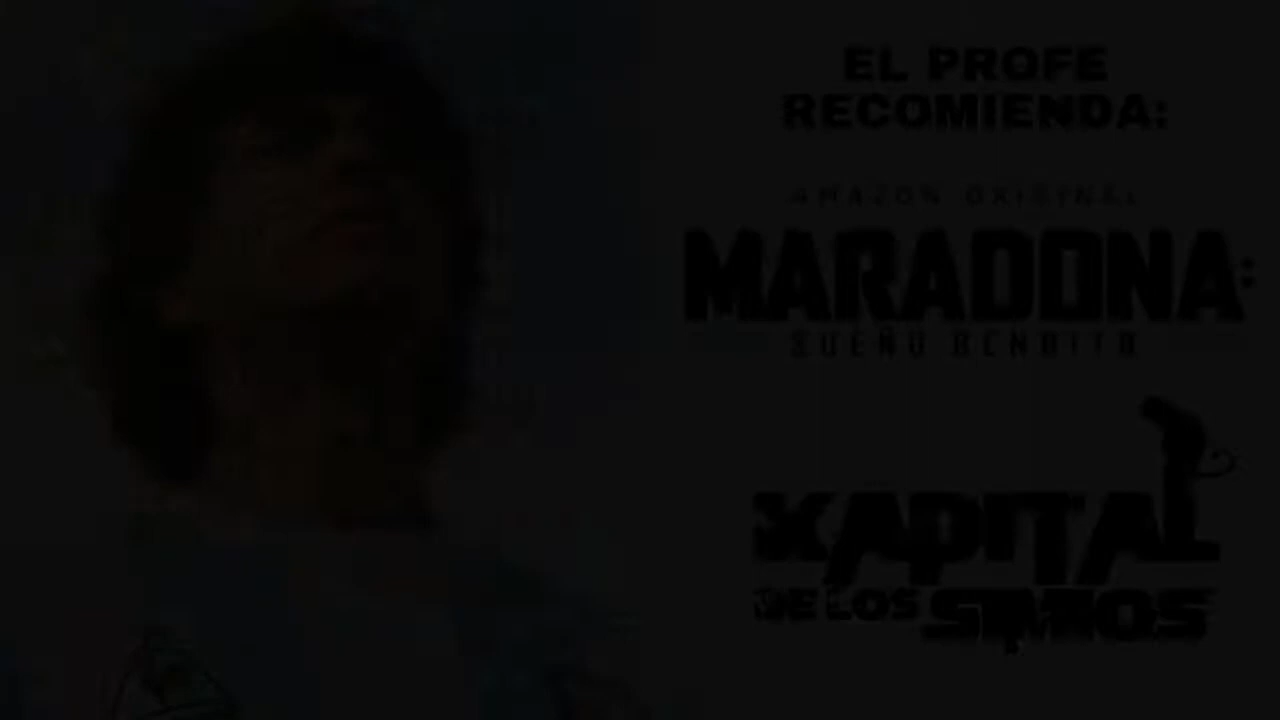 EL PROFE
RECOMIENDA:
AMAZON ORIGINAL
MARADONA:
SUEÑO BENDITO
KAPITAL
DE LOS SIMIOS